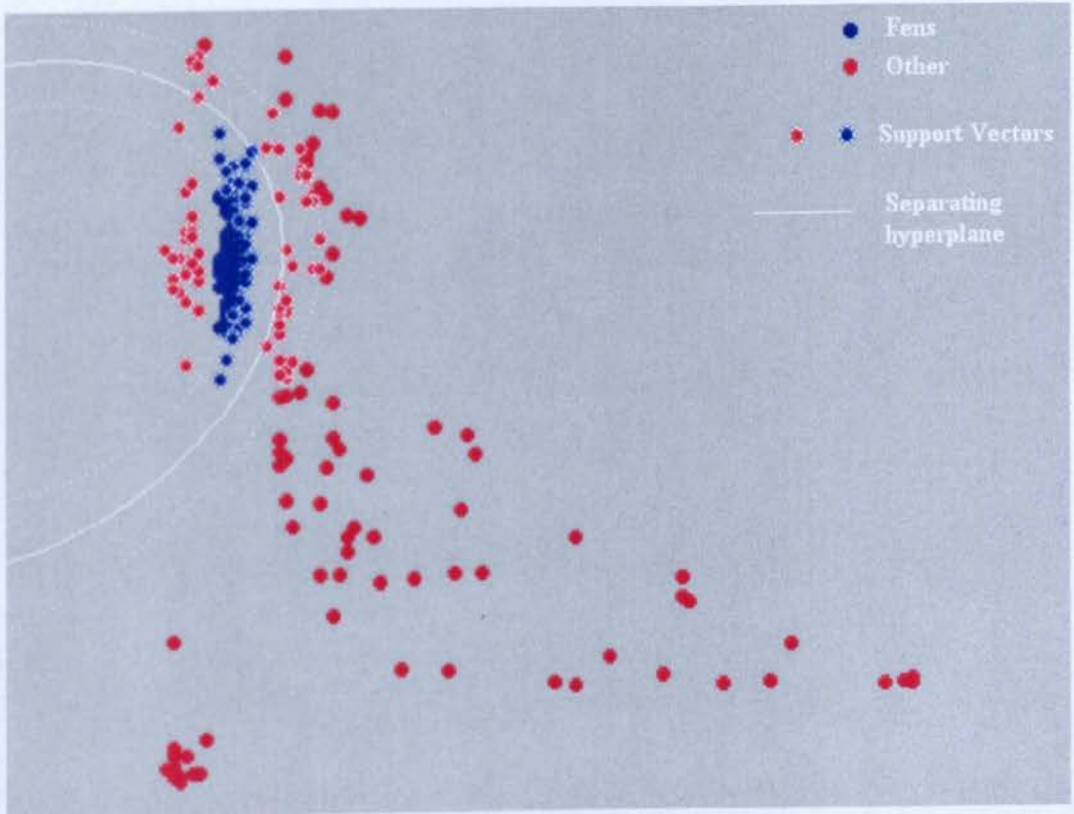 Fens
Other
Support Vectors
Separating
hyperplane